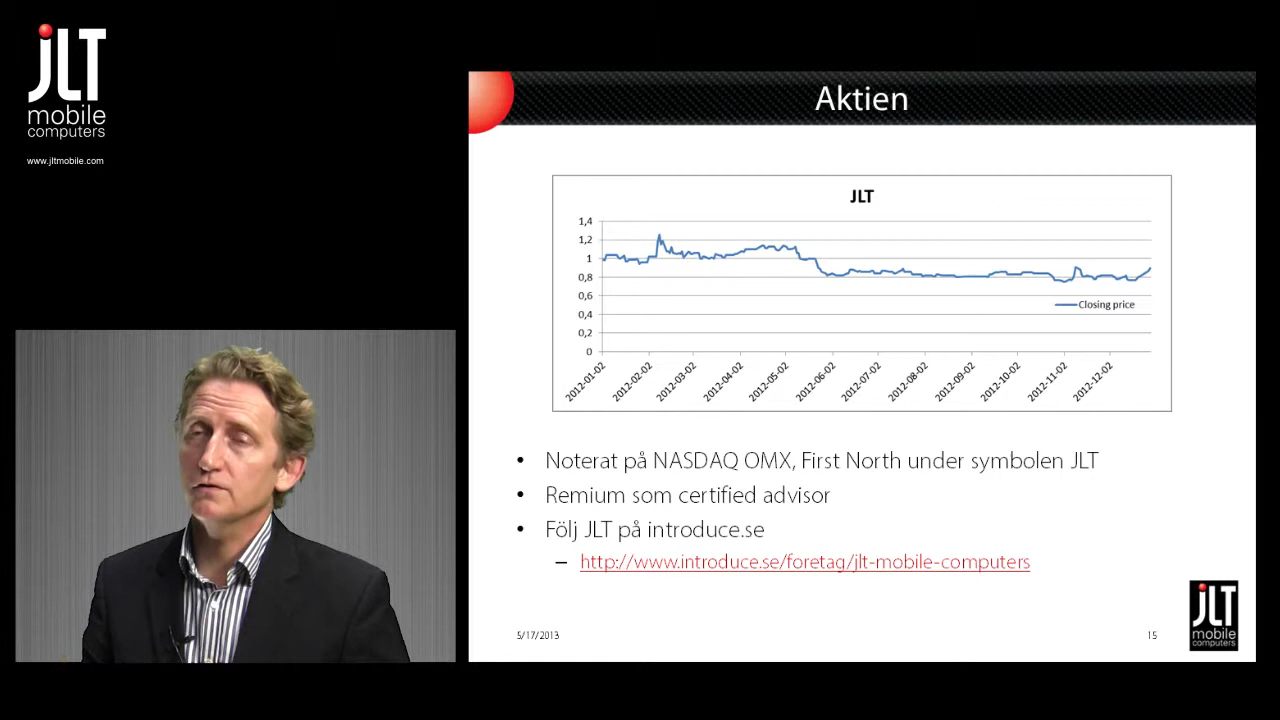 JLT
mobile
computers
www.jltmobile.com
Aktien
JLT
1,4
1,2
1
0,8
0,6
0,4
0,2
0
Closing price
2012-01-02
2012-02-02
2012-03-02
2012-04-02
2012-05-02
2012-06-02
2012-07-02
2012-08-02
2012-09-02
2012-10-02
2012-11-02
2012-12-02
• Noterat på NASDAQ OMX, First North under symbolen JLT
• Remium som certified advisor
• Följ JLT på introduce.se
– http://www.introduce.se/foretag/jlt-mobile-computers
5/17/2013
15
JLT
mobile
computers